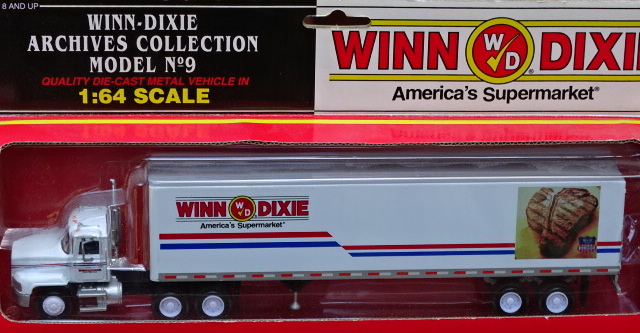 8 AND UP
WINN-DIXIE
ARCHIVES COLLECTION
MODEL Nº9
QUALITY DIE-CAST METAL VEHICLE IN
1:64 SCALE
WINN W/D® DIXIE
America's Supermarket®
WINN W/D DIXIE
America's Supermarket®